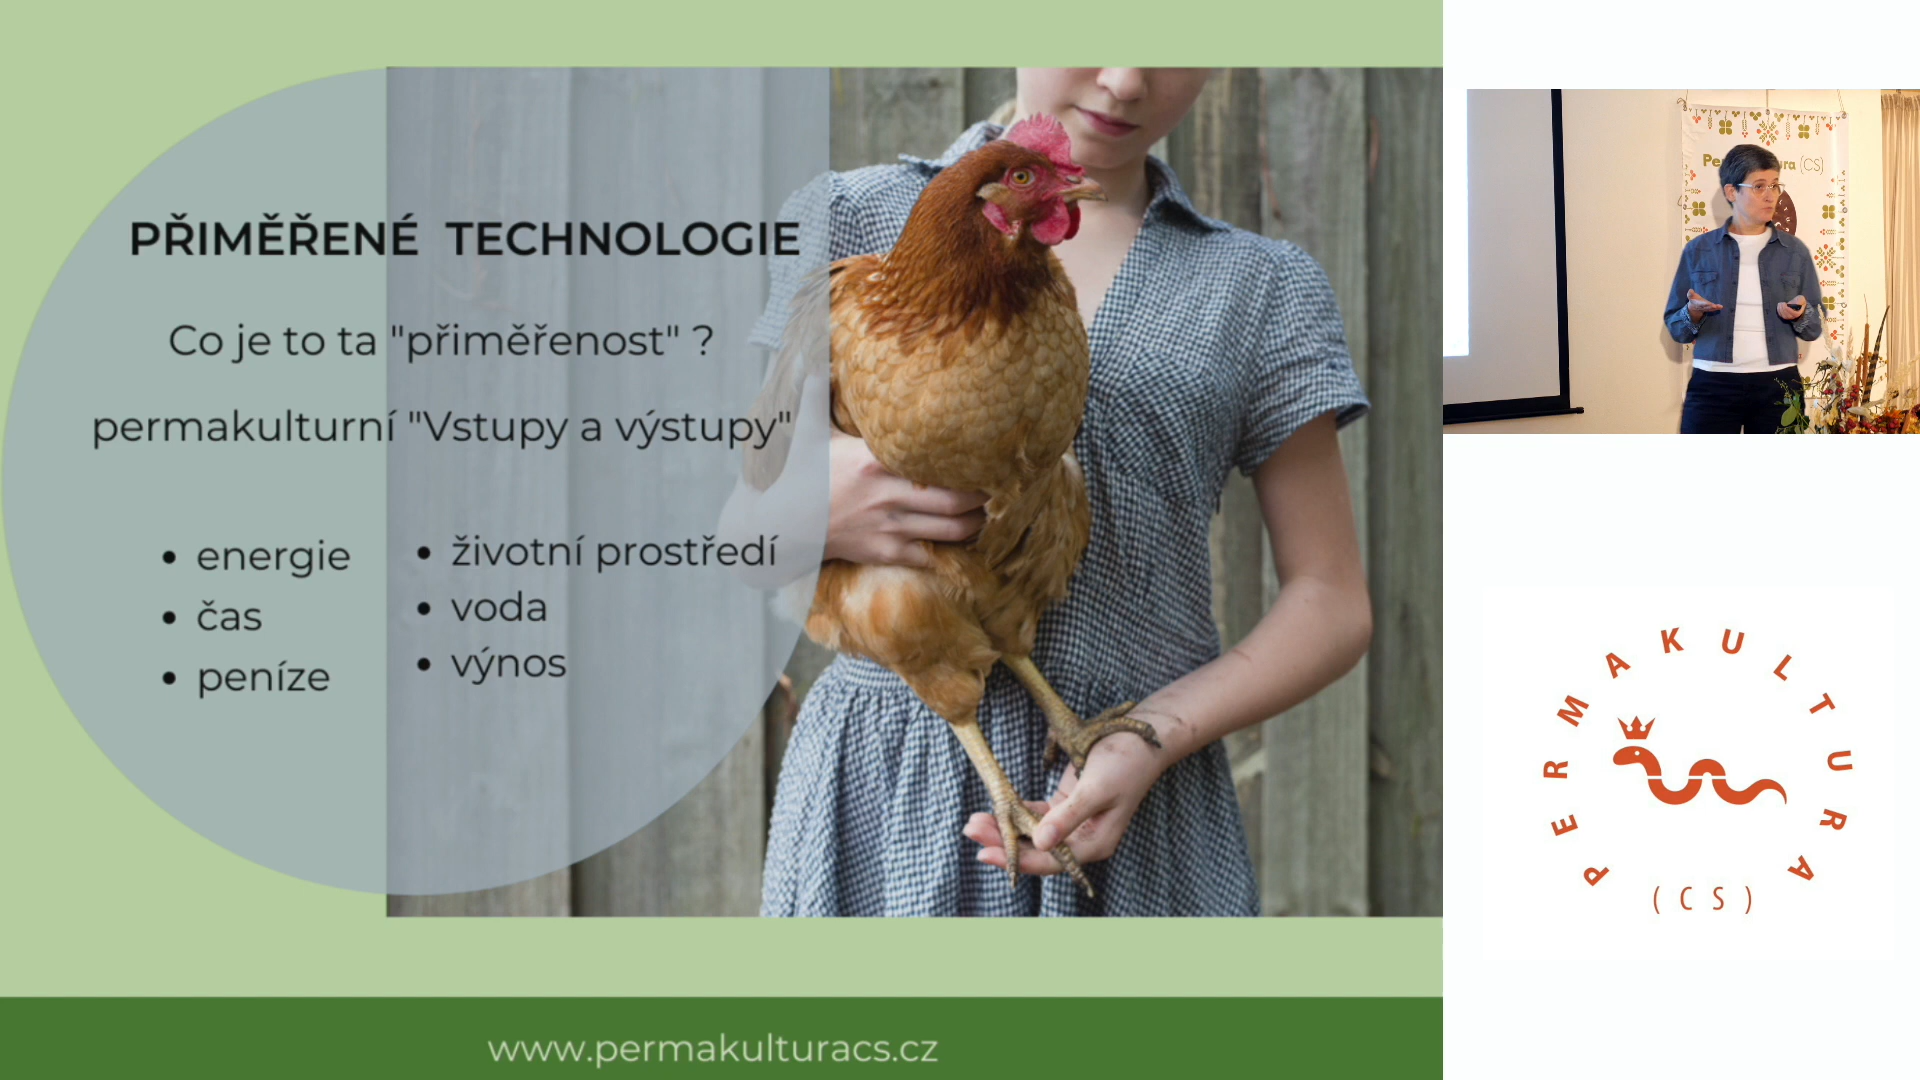 PŘIMĚŘENÉ TECHNOLOGIE
Co je to ta "přiměřenost" ?
permakulturní "Vstupy a výstupy"
• energie
• čas
• peníze
• životní prostředí
• voda
• výnos
www.permakulturacs.cz
(CS)
PERMAKULTURA
(CS)